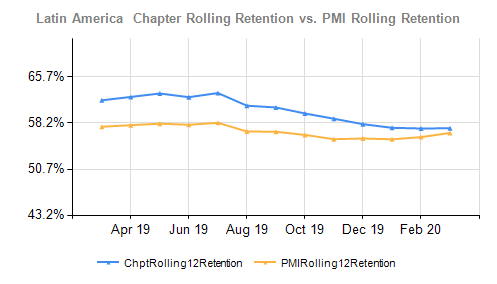 Latin America  Chapter Rolling Retention vs. PMI Rolling Retention
65.7%
58.2%
50.7%
43.2%
Apr 19 Jun 19 Aug 19 Oct 19 Dec 19 Feb 20
ChptRolling12Retention PMIRolling12Retention